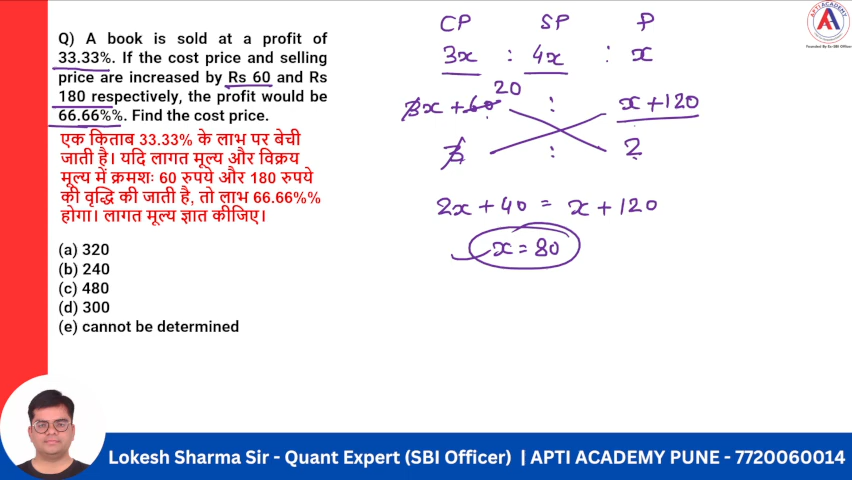 APTI ACADEMY
Q) A book is sold at a profit of
33.33%. If the cost price and selling
price are increased by Rs 60 and Rs
180 respectively, the profit would be
66.66%%. Find the cost price.
एक किताब 33.33% के लाभ पर बेची
जाती है। यदि लागत मूल्य और विक्रय
मूल्य में क्रमशः 60 रुपये और 180 रुपये
की वृद्धि की जाती है, तो लाभ 66.66%%
होगा। लागत मूल्य ज्ञात कीजिए।
(a) 320
(b) 240
(c) 480
(d) 300
(e) cannot be determined
CP SP P
3x : 4x : x
20
3x + 60 : x + 120
3 : 2
2x + 40 = x + 120
x = 80
Lokesh Sharma Sir - Quant Expert (SBI Officer) | APTI ACADEMY PUNE - 7720060014